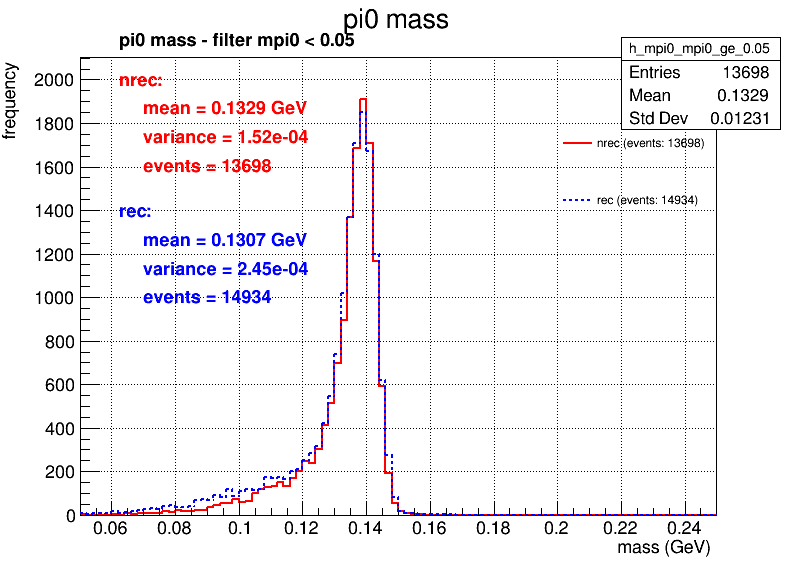 pi0 mass
pi0 mass - filter mpi0 < 0.05
h_mpi0_mpi0_ge_0.05
Entries 13698
Mean 0.1329
Std Dev 0.01231
nrec (events: 13698)
rec (events: 14934)
nrec:
mean = 0.1329 GeV
variance = 1.52e-04
events = 13698
rec:
mean = 0.1307 GeV
variance = 2.45e-04
events = 14934
frequency
2000
1800
1600
1400
1200
1000
800
600
400
200
0
0.06 0.08 0.1 0.12 0.14 0.16 0.18 0.2 0.22 0.24
mass (GeV)